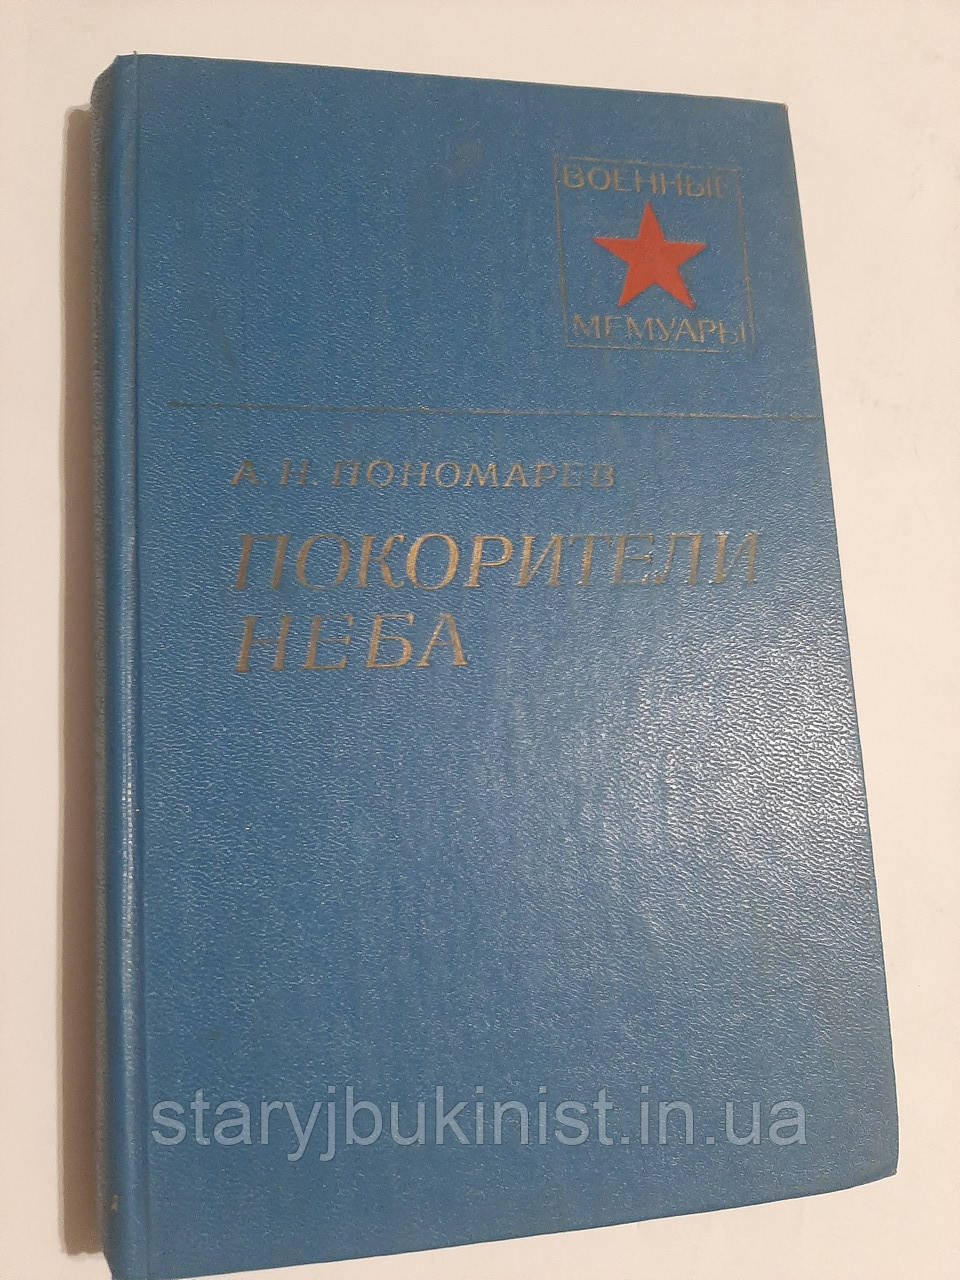 ВОЕННЫЕ
МЕМУАРЫ
А. Н. ПОНОМАРЕВ
ПОКОРИТЕЛИ
НЕБА
staryjbukinist.in.ua